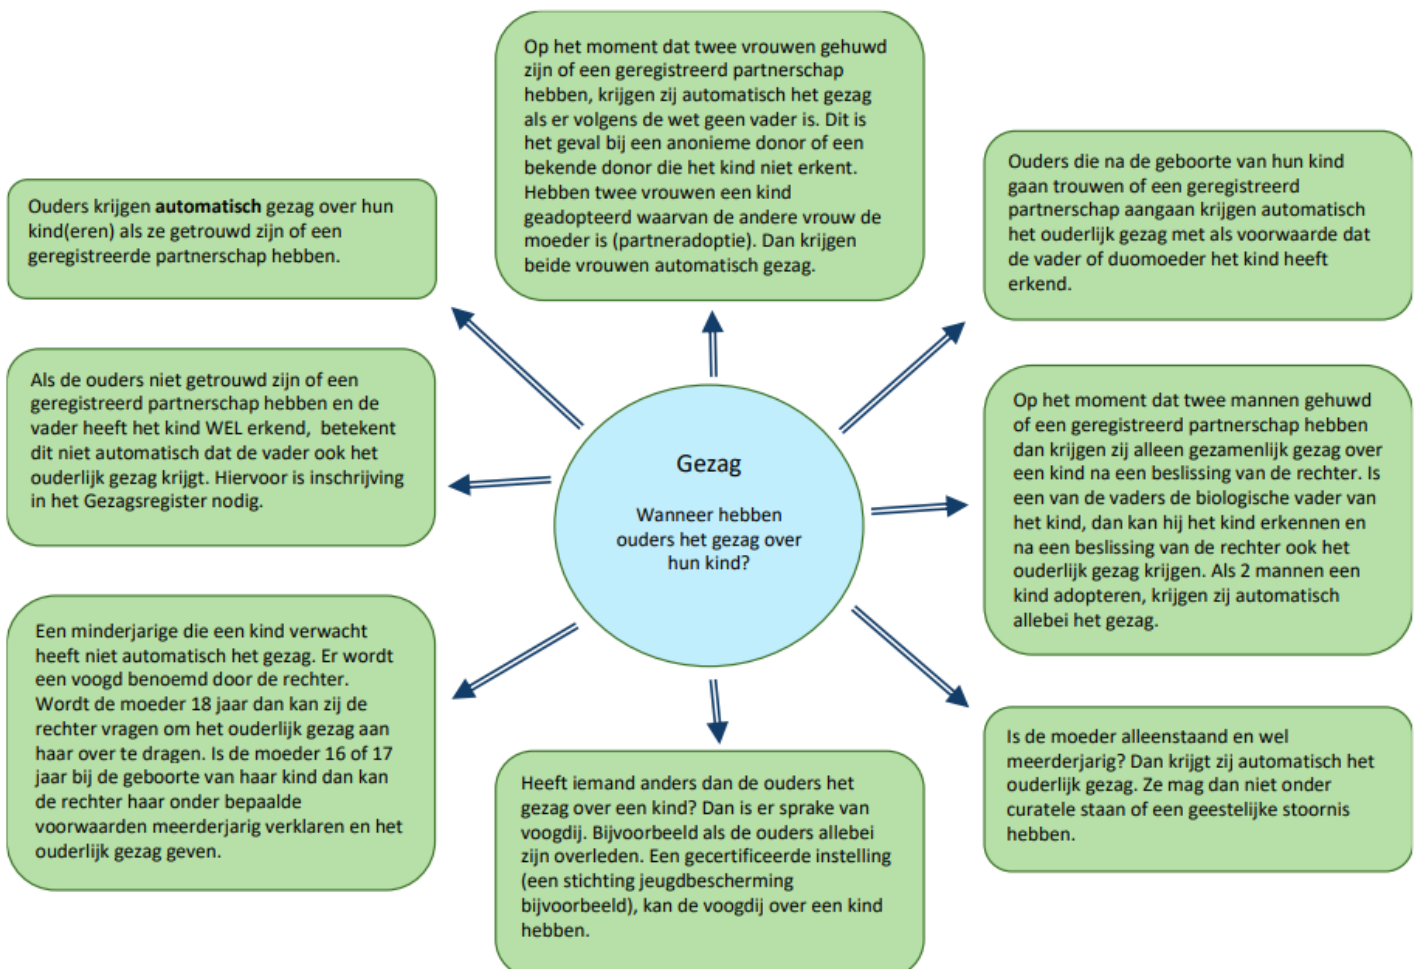 Gezag
Wanneer hebben
ouders het gezag over
hun kind?
Ouders krijgen automatisch gezag over hun
kind(eren) als ze getrouwd zijn of een
geregistreerde partnerschap hebben.
Op het moment dat twee vrouwen gehuwd
zijn of een geregistreerd partnerschap
hebben, krijgen zij automatisch het gezag
als er volgens de wet geen vader is. Dit is
het geval bij een anonieme donor of een
bekende donor die het kind niet erkent.
Hebben twee vrouwen een kind
geadopteerd waarvan de andere vrouw de
moeder is (partneradoptie). Dan krijgen
beide vrouwen automatisch gezag.
Ouders die na de geboorte van hun kind
gaan trouwen of een geregistreerd
partnerschap aangaan krijgen automatisch
het ouderlijk gezag met als voorwaarde dat
de vader of duomoeder het kind heeft
erkend.
Als de ouders niet getrouwd zijn of een
geregistreerd partnerschap hebben en de
vader heeft het kind WEL erkend, betekent
dit niet automatisch dat de vader ook het
ouderlijk gezag krijgt. Hiervoor is inschrijving
in het Gezagsregister nodig.
Op het moment dat twee mannen gehuwd
of een geregistreerd partnerschap hebben
dan krijgen zij alleen gezamenlijk gezag over
een kind na een beslissing van de rechter. Is
een van de vaders de biologische vader van
het kind, dan kan hij het kind erkennen en
na een beslissing van de rechter ook het
ouderlijk gezag krijgen. Als 2 mannen een
kind adopteren, krijgen zij automatisch
allebei het gezag.
Een minderjarige die een kind verwacht
heeft niet automatisch het gezag. Er wordt
een voogd benoemd door de rechter.
Wordt de moeder 18 jaar dan kan zij de
rechter vragen om het ouderlijk gezag aan
haar over te dragen. Is de moeder 16 of 17
jaar bij de geboorte van haar kind dan kan
de rechter haar onder bepaalde
voorwaarden meerderjarig verklaren en het
ouderlijk gezag geven.
Heeft iemand anders dan de ouders het
gezag over een kind? Dan is er sprake van
voogdij. Bijvoorbeeld als de ouders allebei
zijn overleden. Een gecertificeerde instelling
(een stichting jeugdbescherming
bijvoorbeeld), kan de voogdij over een kind
hebben.
Is de moeder alleenstaand en wel
meerderjarig? Dan krijgt zij automatisch het
ouderlijk gezag. Ze mag dan niet onder
curatele staan of een geestelijke stoornis
hebben.